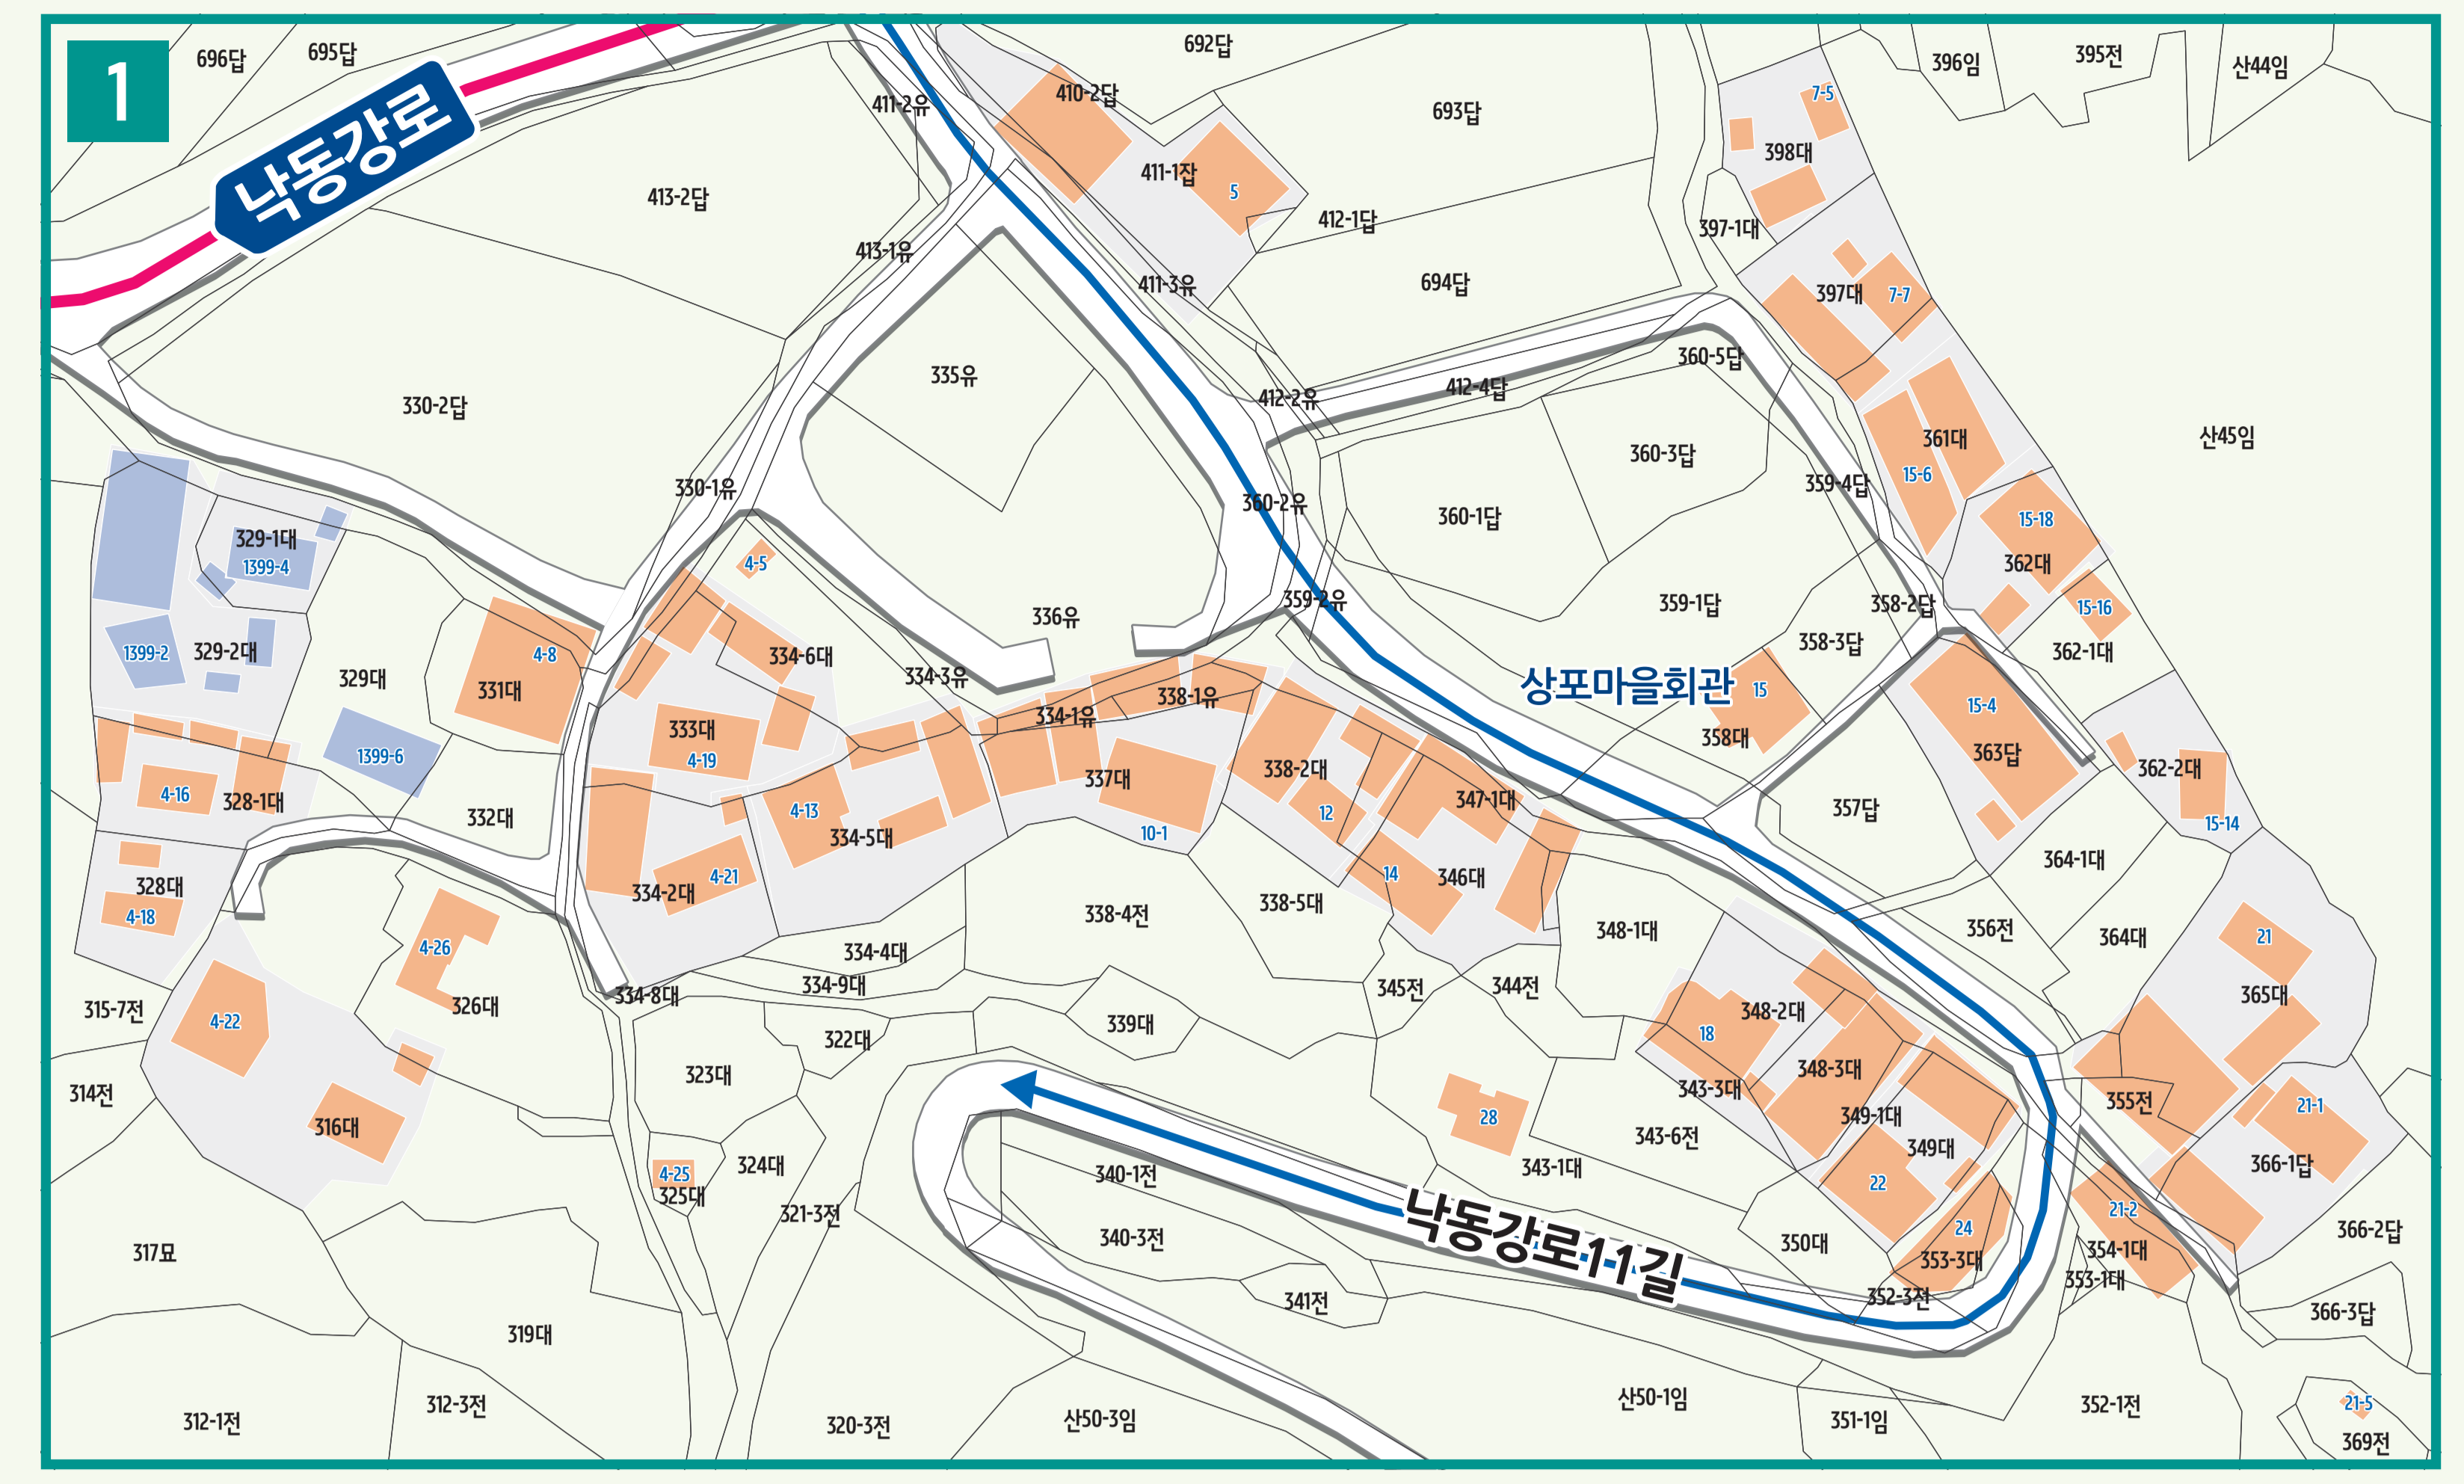 1
696답
695답
692답
396임
395전
산44임
낙동강로
411-2유
410-2답
693답
7-5
398대
411-1잡
5
413-2답
412-1답
397-1대
413-1유
411-3유
694답
397대
7-7
335유
360-5답
412-4답
412-2유
330-2답
361대
산45임
360-3답
15-6
359-4답
330-1유
360-2유
360-1답
15-18
329-1대
1399-4
4-5
362대
359-2유
359-1답
358-2답
15-16
336유
358-3답
362-1대
1399-2
329-2대
4-8
334-6대
329대
331대
334-3유
상포마을회관
15
15-4
338-1유
334-1유
333대
358대
363답
1399-6
4-19
337대
338-2대
362-2대
4-16
328-1대
4-13
347-1대
12
357답
15-14
332대
334-5대
10-1
364-1대
328대
4-21
334-2대
14
346대
4-18
338-4전
338-5대
348-1대
356전
364대
21
4-26
334-4대
334-9대
345전
344전
365대
334-8대
315-7전
326대
348-2대
4-22
339대
18
322대
348-3대
323대
343-3대
355전
21-1
314전
28
349-1대
316대
343-6전
349대
324대
343-1대
366-1답
4-25
325대
340-1전
22
321-3전
21-2
낙동강로11길
24
366-2답
317묘
340-3전
350대
354-1대
353-3대
353-1대
341전
352-3전
366-3답
319대
312-3전
산50-1임
352-1전
21-5
312-1전
320-3전
산50-3임
351-1임
369전